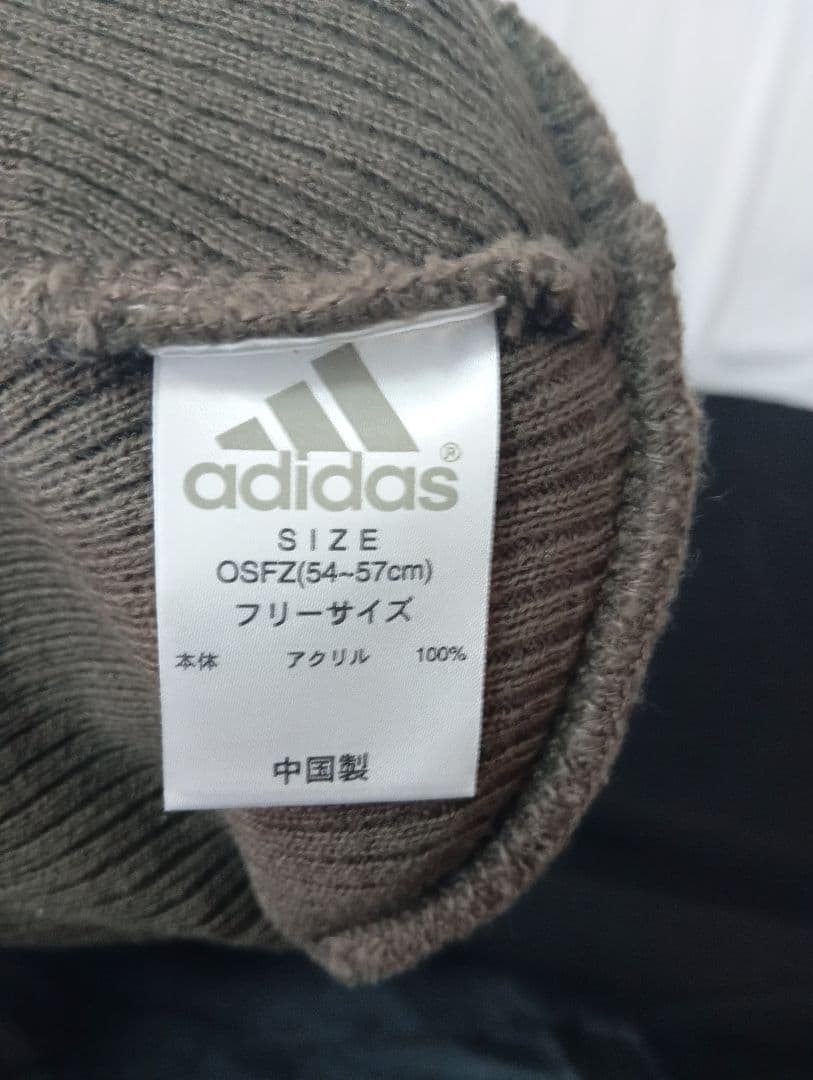 adidas®
SIZE
OSFZ(54~57cm)
フリーサイズ
本体 アクリル 100%
中国製